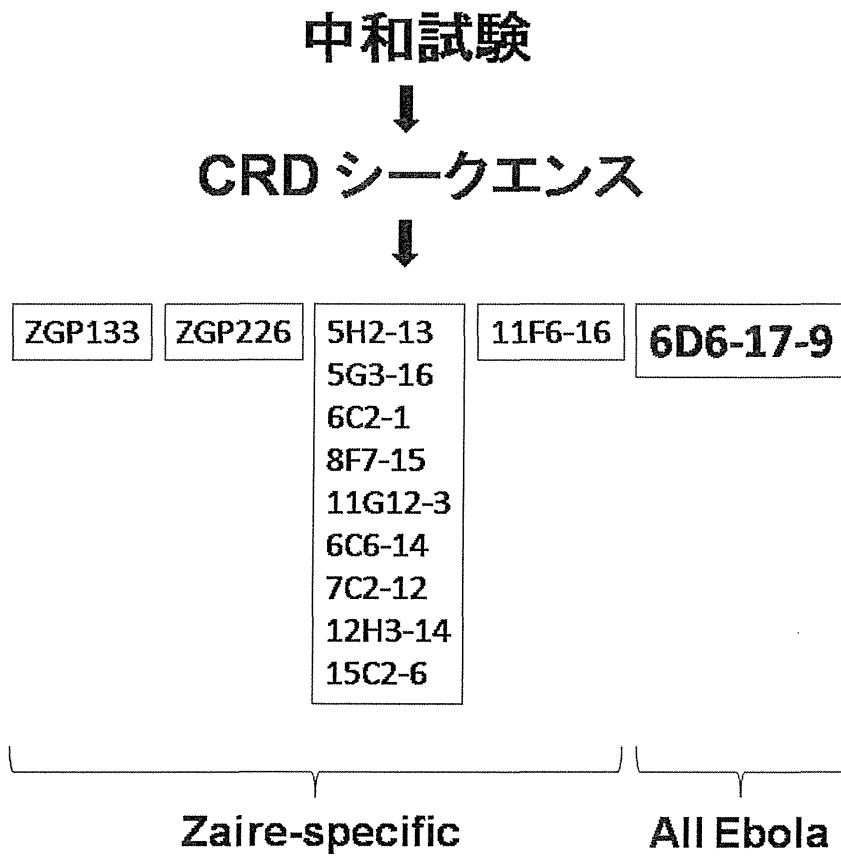 中和試験
CRD シークエンス
ZGP133
ZGP226
5H2-13
5G3-16
6C2-1
8F7-15
11G12-3
6C6-14
7C2-12
12H3-14
15C2-6
11F6-16
6D6-17-9
Zaire-specific
All Ebola